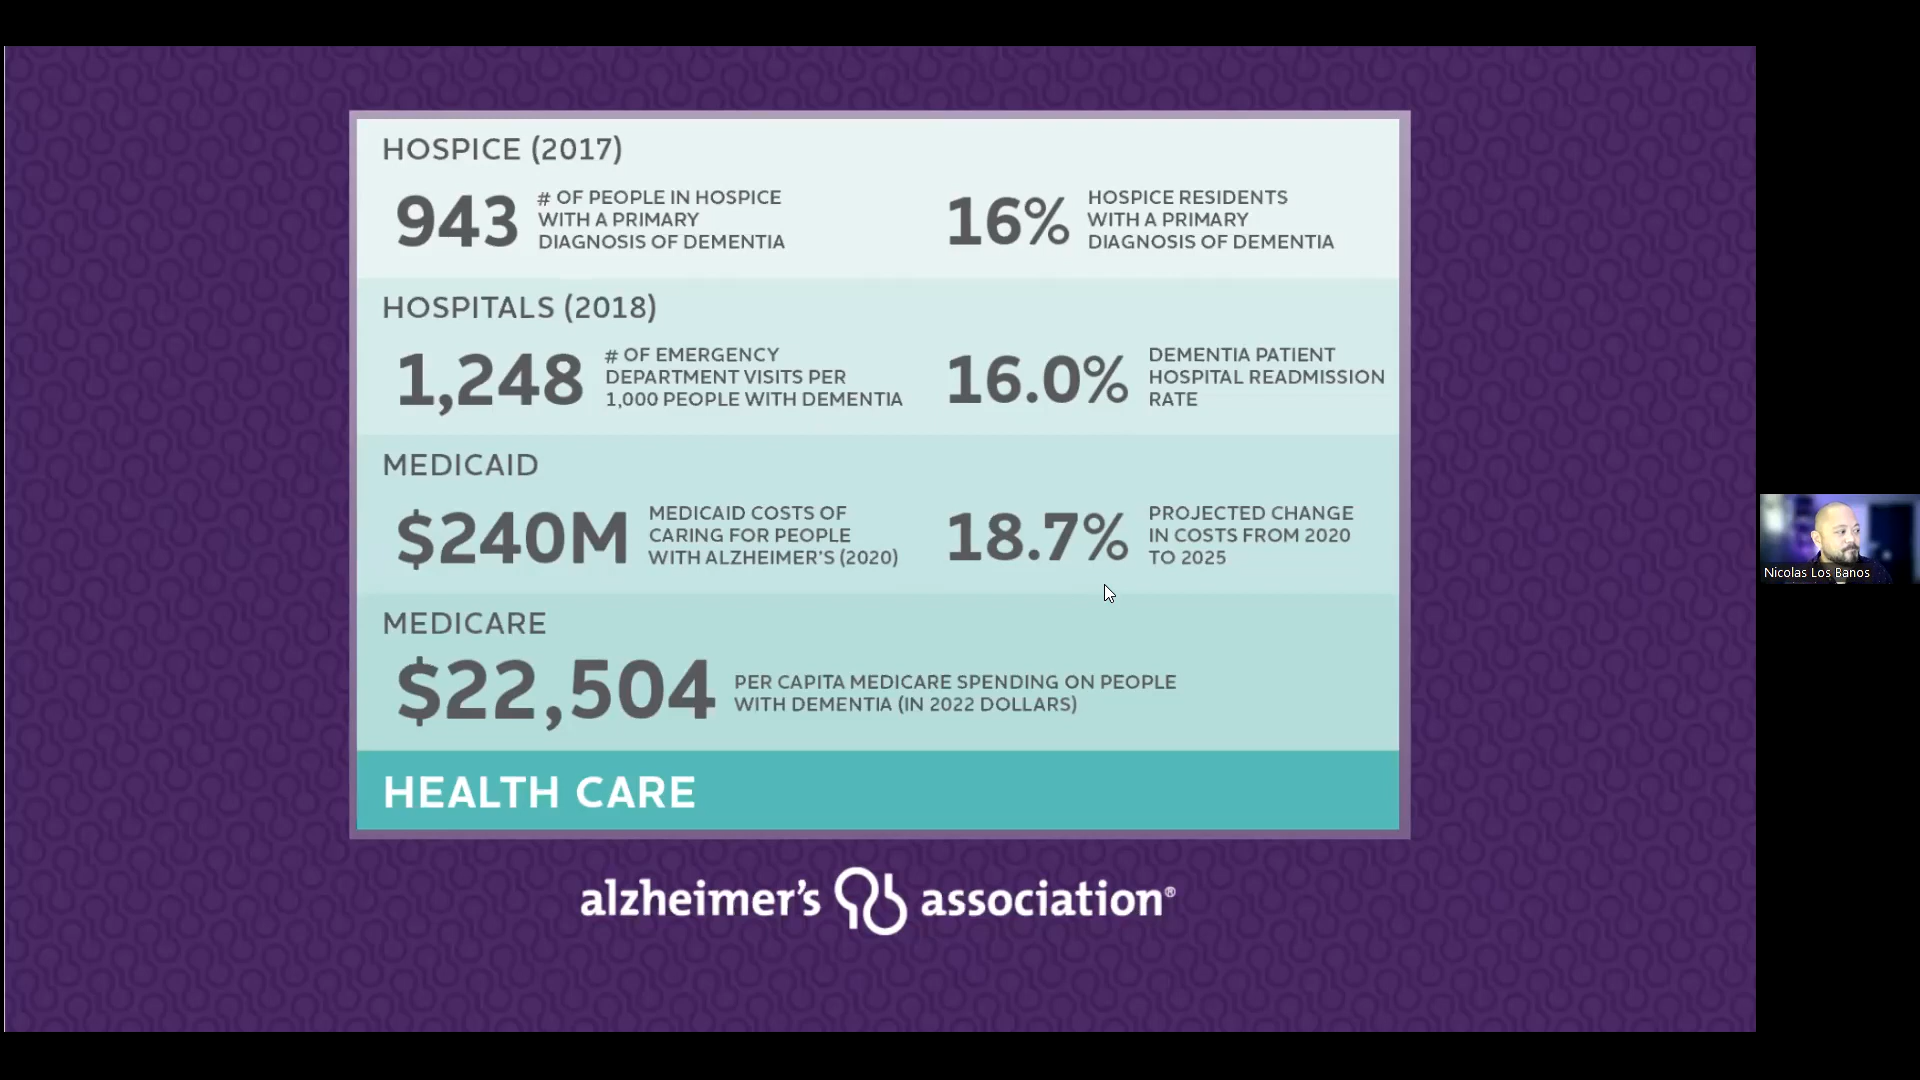 HOSPICE (2017)
943
# OF PEOPLE IN HOSPICE
WITH A PRIMARY
DIAGNOSIS OF DEMENTIA
16%
HOSPICE RESIDENTS
WITH A PRIMARY
DIAGNOSIS OF DEMENTIA
HOSPITALS (2018)
1,248
# OF EMERGENCY
DEPARTMENT VISITS PER
1,000 PEOPLE WITH DEMENTIA
16.0%
DEMENTIA PATIENT
HOSPITAL READMISSION
RATE
MEDICAID
$240M
MEDICAID COSTS OF
CARING FOR PEOPLE
WITH ALZHEIMER'S (2020)
18.7%
PROJECTED CHANGE
IN COSTS FROM 2020
TO 2025
MEDICARE
$22,504
PER CAPITA MEDICARE SPENDING ON PEOPLE
WITH DEMENTIA (IN 2022 DOLLARS)
HEALTH CARE
alzheimer's association®
Nicolas Los Banos